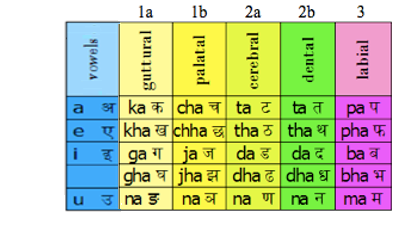 1a 1b 2a 2b 3
vowels guttural palatal cerebral dental labial
a अ ka क cha च ta ट ta त pa प
e ए kha ख chha छ tha ठ tha थ pha फ
i इ ga ग ja ज da ड da द ba ब
gha घ jha झ dha ढ dha ध bha भ
u उ na ङ na ञ na ण na न ma म